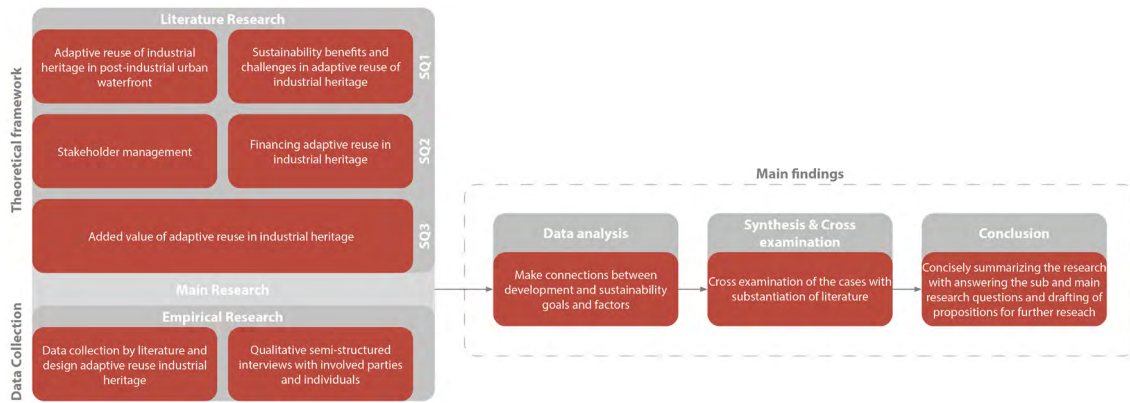 Literature Research
Theoretical framework
Adaptive reuse of industrial
heritage in post-industrial urban
waterfront
Sustainability benefits and
challenges in adaptive reuse of
industrial heritage
SQ1
Stakeholder management
Financing adaptive reuse in
industrial heritage
SQ2
Added value of adaptive reuse in industrial heritage
SQ3
Main Research
Data Collection
Empirical Research
Data collection by literature and
design adaptive reuse industrial
heritage
Qualitative semi-structured
interviews with involved parties
and individuals
Main findings
Data analysis
Make connections between
development and sustainability
goals and factors
Synthesis & Cross
examination
Cross examination of the cases with
substantiation of literature
Conclusion
Concisely summarizing the research
with answering the sub and main
research questions and drafting of
propositions for further reseach